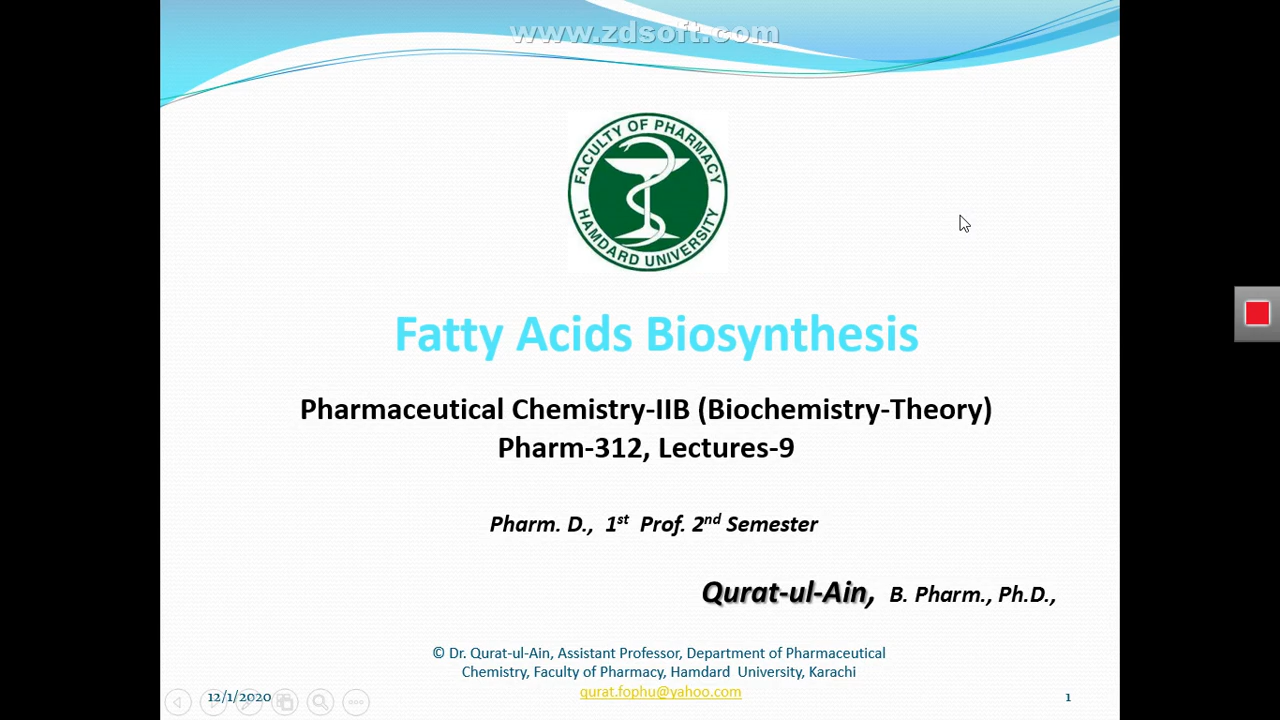 www.zdsoft.com
FACULTY OF PHARMACY
HAMDARD UNIVERSITY
Fatty Acids Biosynthesis
Pharmaceutical Chemistry-IIB (Biochemistry-Theory)
Pharm-312, Lectures-9
Pharm. D., 1st Prof. 2nd Semester
Qurat-ul-Ain, B. Pharm., Ph.D.,
© Dr. Qurat-ul-Ain, Assistant Professor, Department of Pharmaceutical
Chemistry, Faculty of Pharmacy, Hamdard University, Karachi
qurat.fophu@yahoo.com
12/1/2020
1